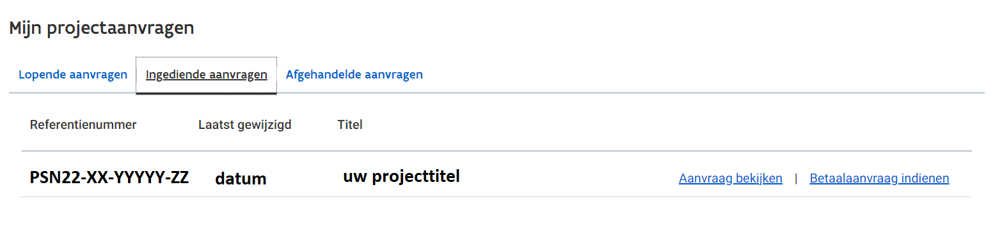 Mijn projectaanvragen
Lopende aanvragen Ingediende aanvragen Afgehandelde aanvragen
Referentienummer Laatst gewijzigd Titel
PSN22-XX-YYYYY-ZZ datum uw projecttitel Aanvraag bekijken | Betaalaanvraag indienen